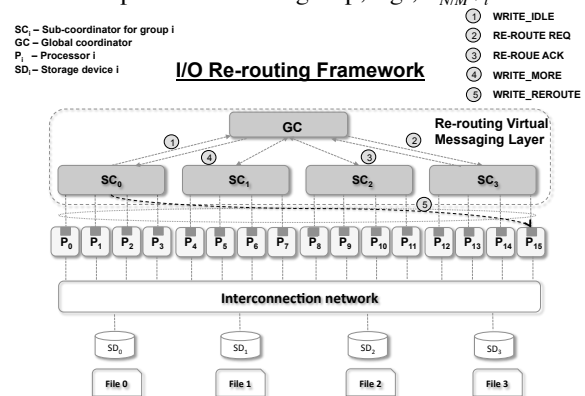 SCi – Sub-coordinator for group i
GC – Global coordinator
Pi – Processor i
SDi – Storage device i
I/O Re-routing Framework
1 WRITE_IDLE
2 RE-ROUTE REQ
3 RE-ROUE ACK
4 WRITE_MORE
5 WRITE_REROUTE
Re-routing Virtual
Messaging Layer
GC
1
4
3
2
SC0 SC1 SC2 SC3
5
P0 P1 P2 P3 P4 P5 P6 P7 P8 P9 P10 P11 P12 P13 P14 P15
Interconnection network
SD0 SD1 SD2 SD3
File 0 File 1 File 2 File 3